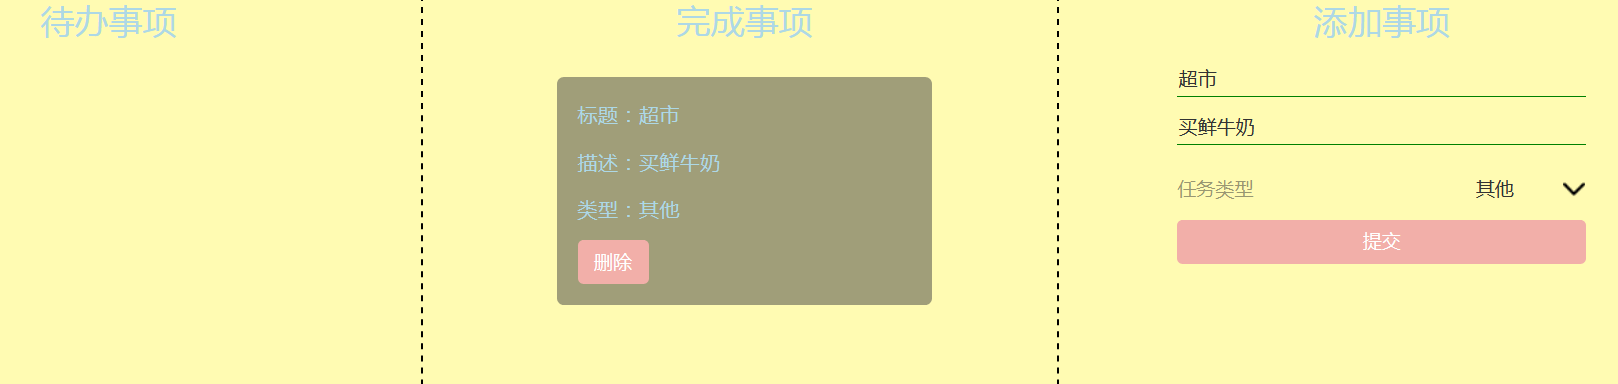 待办事项
完成事项
标题：超市
描述：买鲜牛奶
类型：其他
删除
添加事项
超市
买鲜牛奶
任务类型 其他
提交